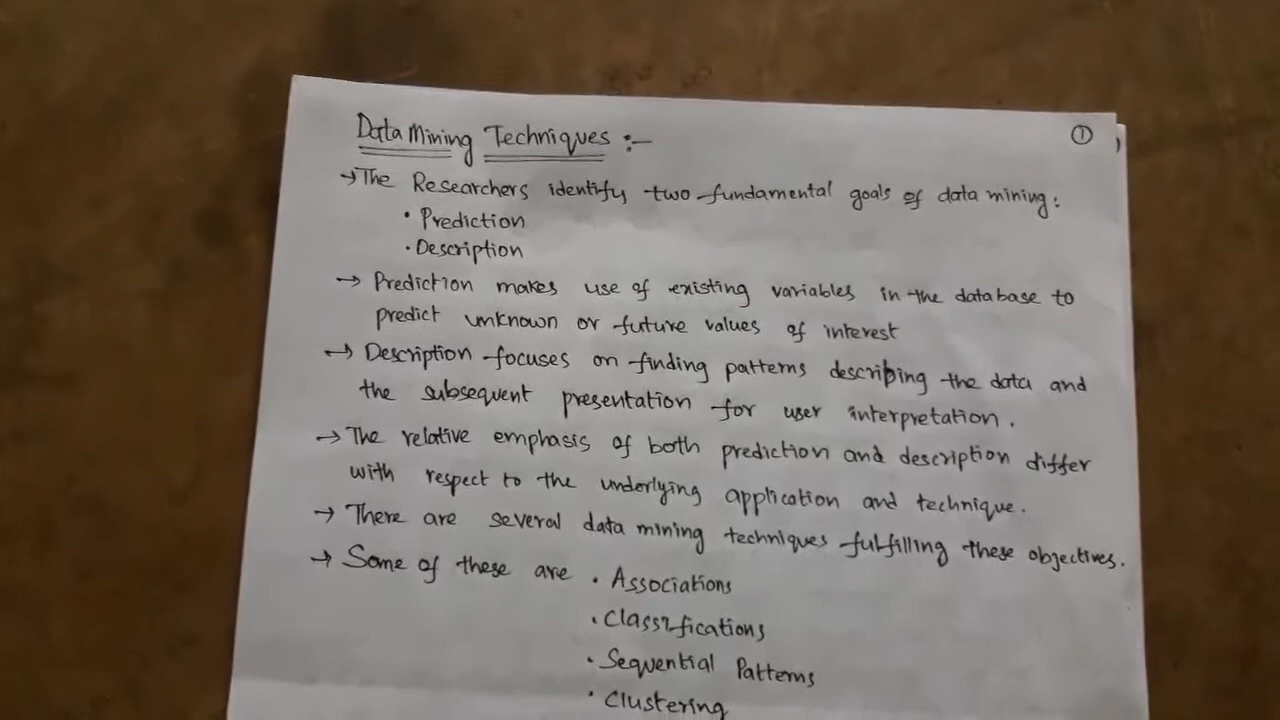 Data Mining Techniques :-
①
→ The Researchers identify two fundamental goals of data mining:
• Prediction
• Description
→ Prediction makes use of existing variables in the database to
predict unknown or future values of interest
→ Description focuses on finding patterns describing the data and
the subsequent presentation for user interpretation.
→ The relative emphasis of both prediction and description differ
with respect to the underlying application and technique.
→ There are several data mining techniques fulfilling these objectives.
→ Some of these are • Associations
• Classifications
• Sequential Patterns
• Clustering